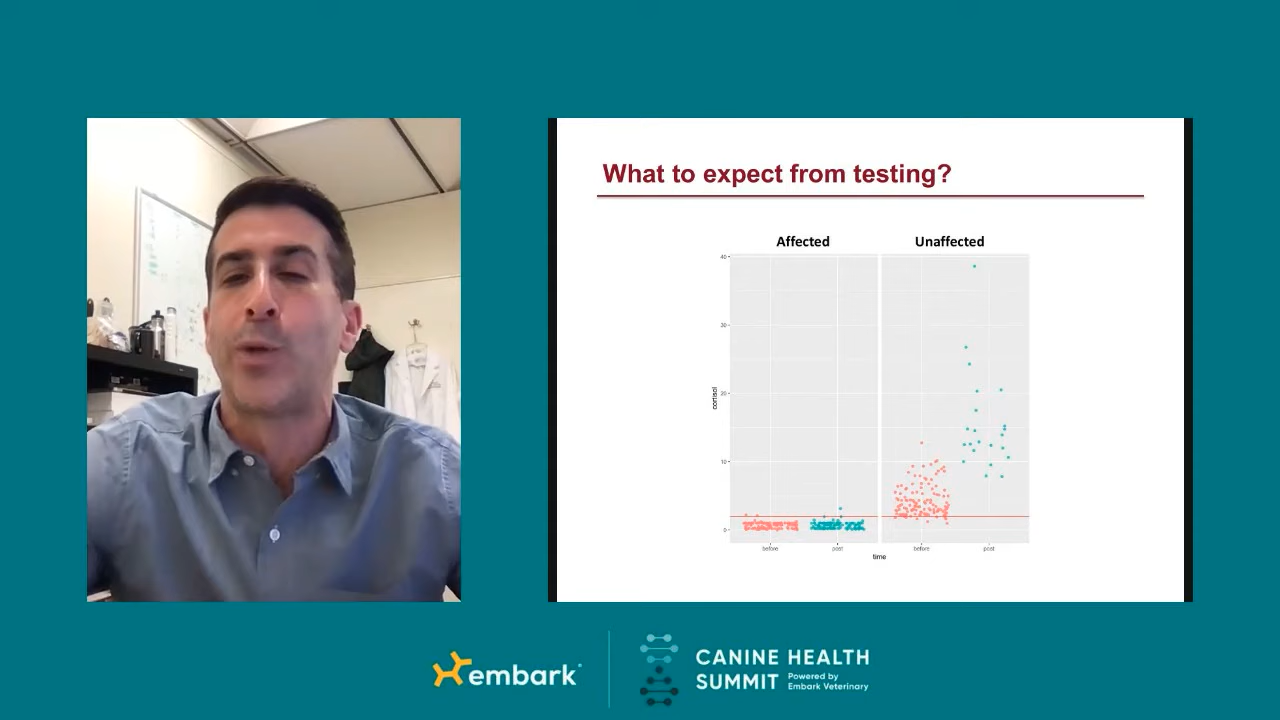 What to expect from testing?
Affected
Unaffected
40
30
20
10
0
cortisol
before
post
before
post
time
embark
CANINE HEALTH
SUMMIT
Powered by
Embark Veterinary